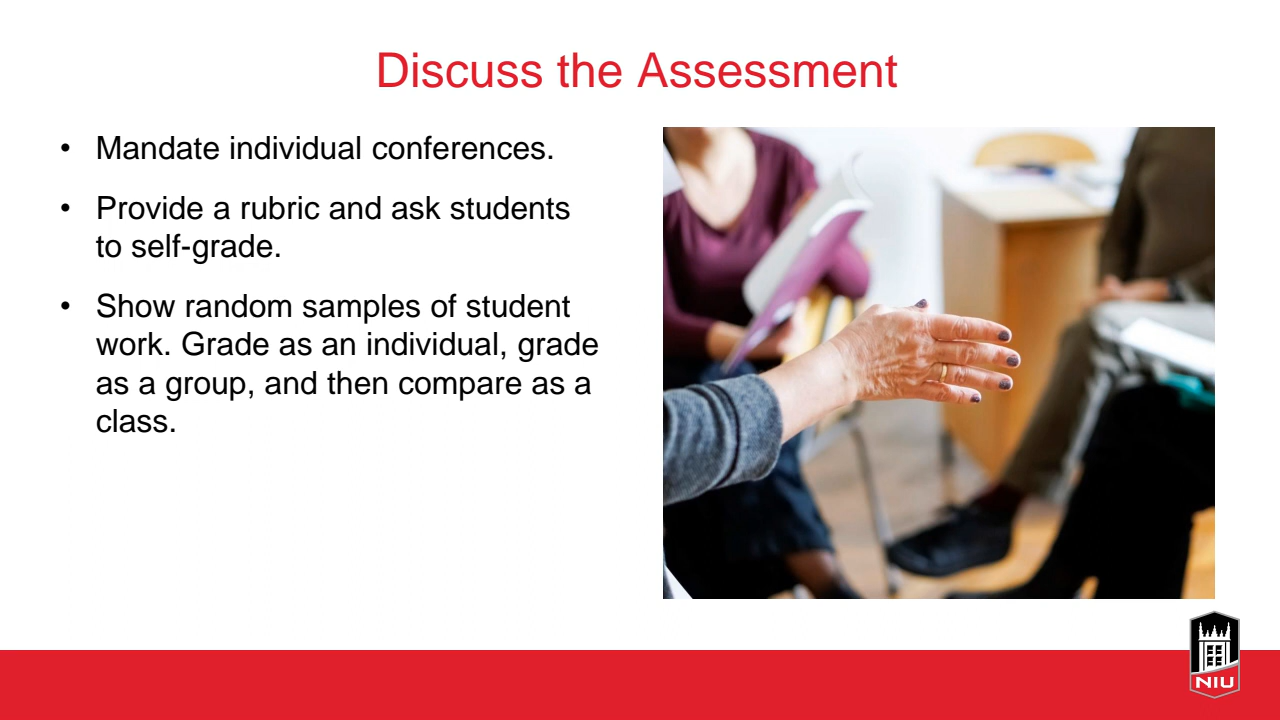 Discuss the Assessment
• Mandate individual conferences.
• Provide a rubric and ask students
to self-grade.
• Show random samples of student
work. Grade as an individual, grade
as a group, and then compare as a
class.
NIU